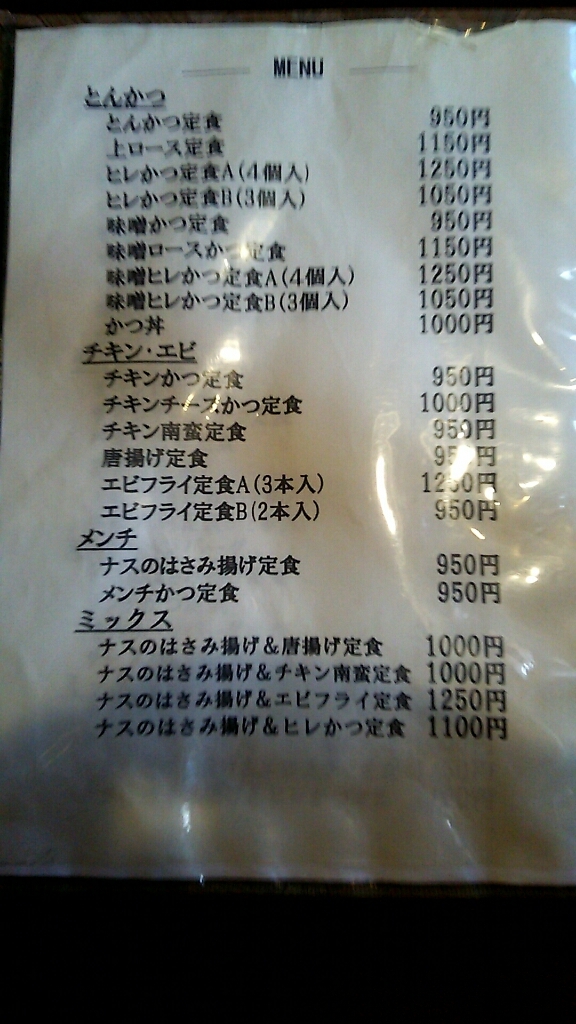 MENU
とんかつ
とんかつ定食 950円
上ロース定食 1150円
ヒレかつ定食A(4個入) 1250円
ヒレかつ定食B(3個入) 1050円
味噌かつ定食 950円
味噌ロースかつ定食 1150円
味噌ヒレかつ定食A(4個入) 1250円
味噌ヒレかつ定食B(3個入) 1050円
かつ丼 1000円
チキン・エビ
チキンかつ定食 950円
チキンチーズかつ定食 1000円
チキン南蛮定食 950円
唐揚げ定食 950円
エビフライ定食A(3本入) 1250円
エビフライ定食B(2本入) 950円
メンチ
ナスのはさみ揚げ定食 950円
メンチかつ定食 950円
ミックス
ナスのはさみ揚げ&唐揚げ定食 1000円
ナスのはさみ揚げ&チキン南蛮定食 1000円
ナスのはさみ揚げ&エビフライ定食 1250円
ナスのはさみ揚げ&ヒレかつ定食 1100円